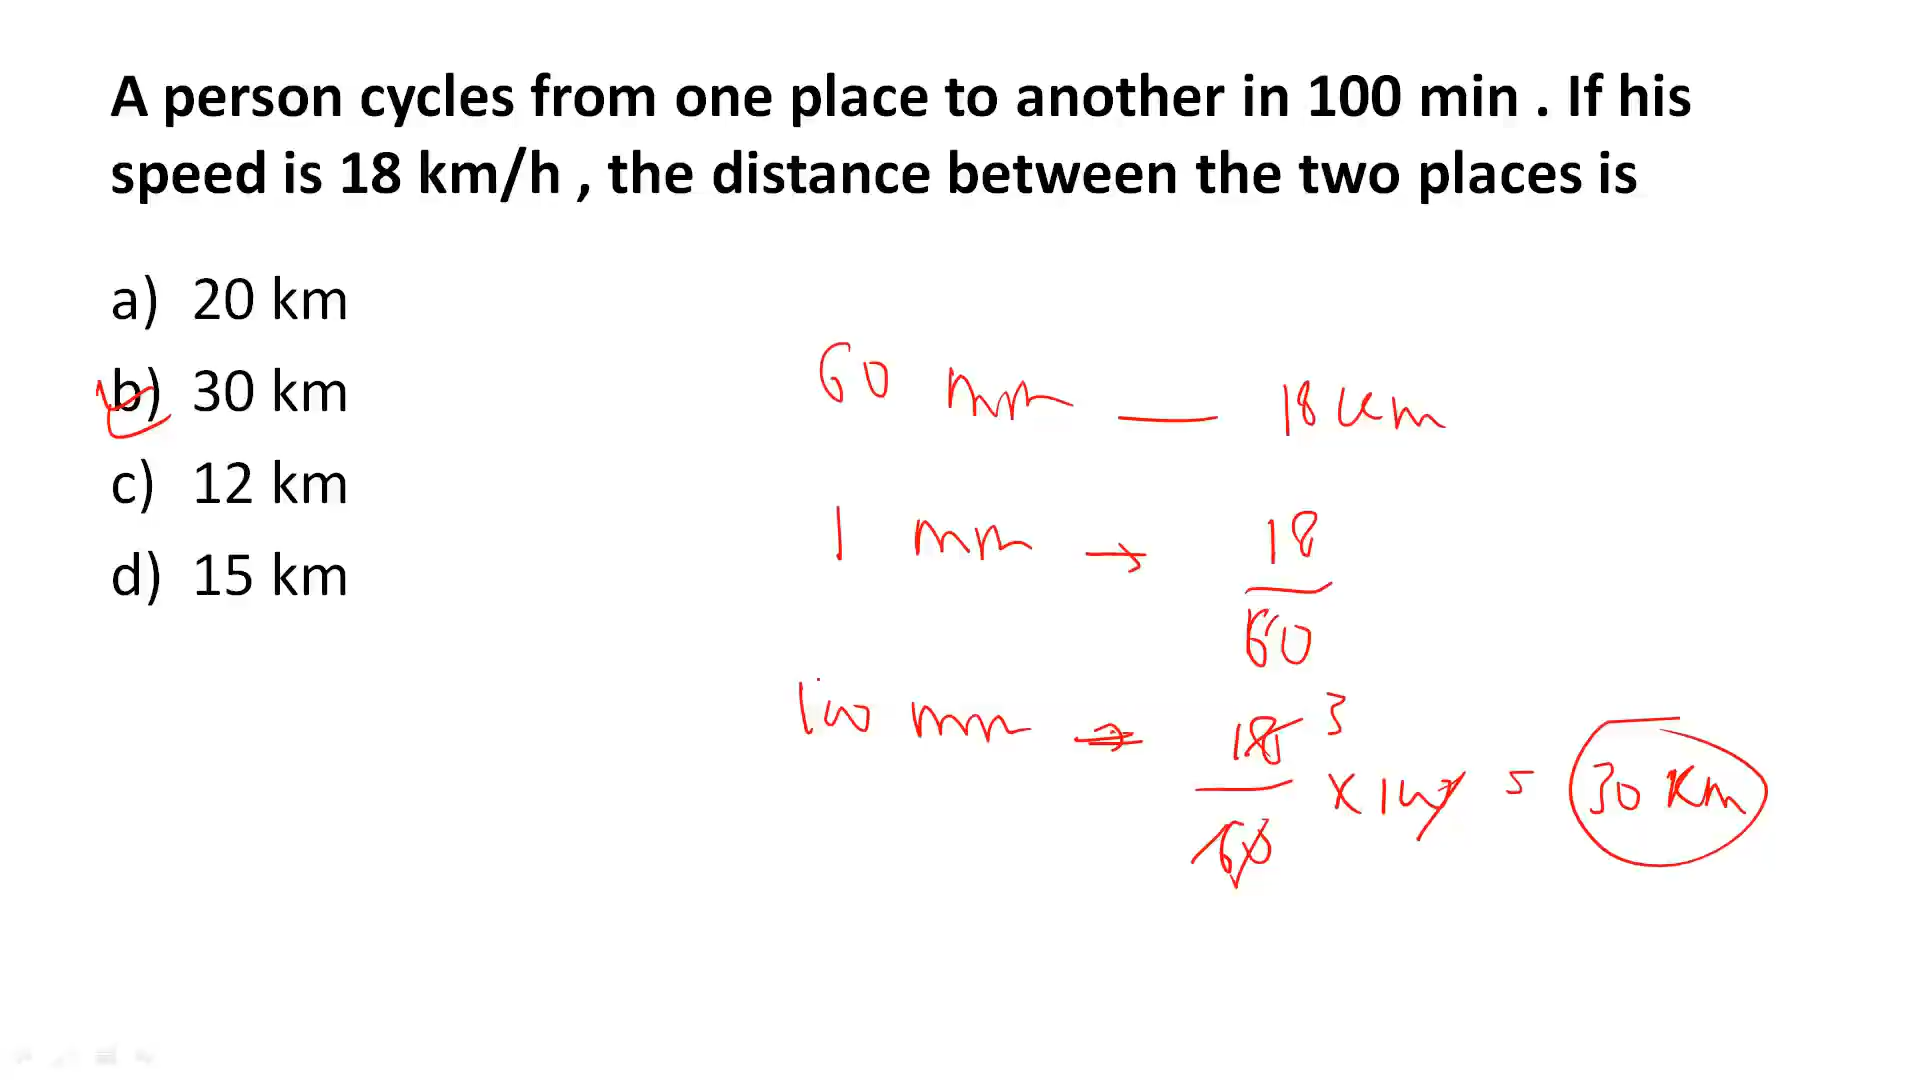 A person cycles from one place to another in 100 min . If his
speed is 18 km/h , the distance between the two places is
a) 20 km
b) 30 km
c) 12 km
d) 15 km
60 min — 18 km
1 min → 18/60
100 min → 18/60 3 x 100 = 30 km